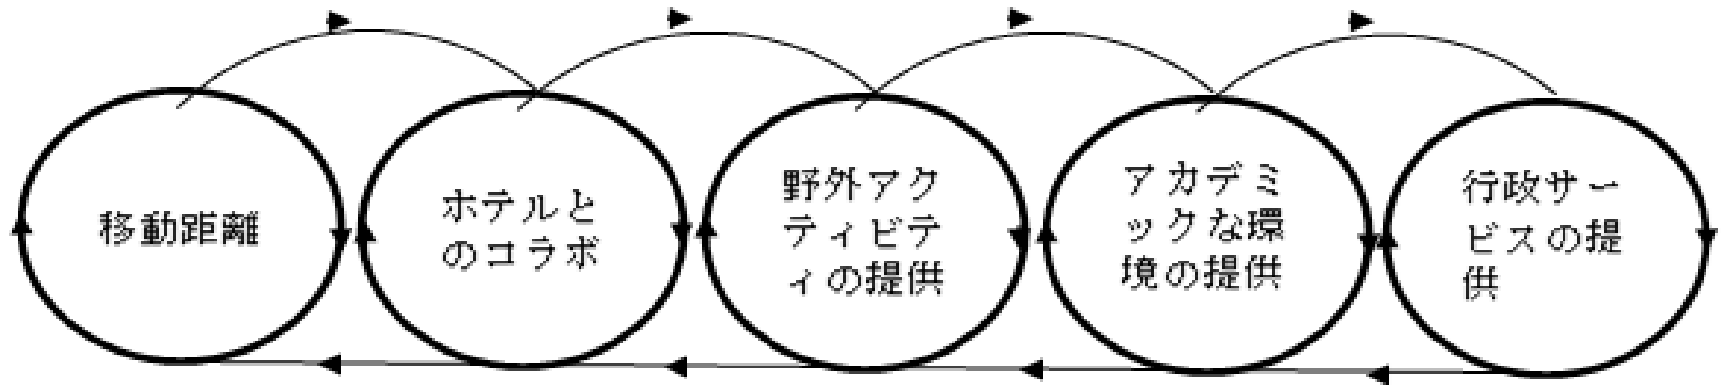 移動距離
ホテルと
のコラボ
野外アク
ティビテ
ィの提供
アカデミ
ックな環
境の提供
行政サー
ビスの提
供